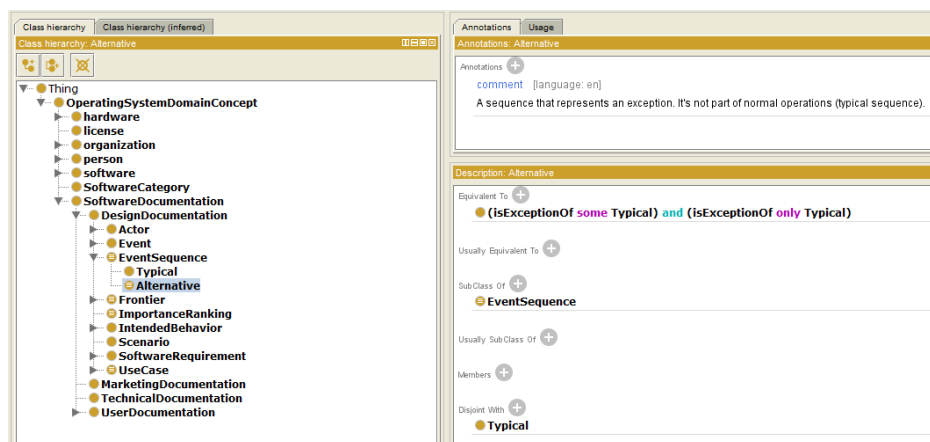 Class hierarchy
Class hierarchy (inferred)
Class hierarchy: Alternative
Thing
OperatingSystemDomainConcept
hardware
license
organization
person
software
SoftwareCategory
SoftwareDocumentation
DesignDocumentation
Actor
Event
EventSequence
Typical
Alternative
Frontier
ImportanceRanking
IntendedBehavior
Scenario
SoftwareRequirement
UseCase
MarketingDocumentation
TechnicalDocumentation
UserDocumentation
Annotations
Usage
Annotations: Alternative
Annotations
comment [language: en]
A sequence that represents an exception. It's not part of normal operations (typical sequence).
Description: Alternative
Equivalent To
(isExceptionOf some Typical) and (isExceptionOf only Typical)
Usually Equivalent To
SubClass Of
EventSequence
Usually SubClass Of
Members
Disjoint With
Typical